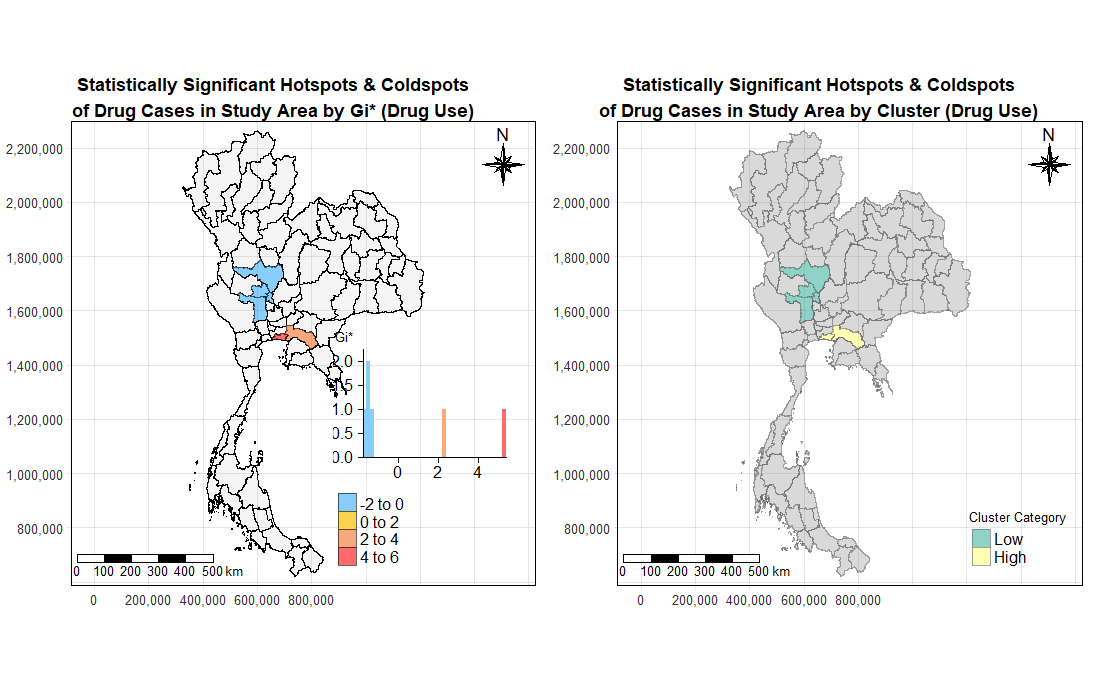 Statistically Significant Hotspots & Coldspots
of Drug Cases in Study Area by Gi* (Drug Use)
N
2,200,000
2,000,000
1,800,000
1,600,000
1,400,000
1,200,000
1,000,000
800,000
Gi*
2.0
1.5
1.0
0.5
0.0
0 2 4
-2 to 0
0 to 2
2 to 4
4 to 6
0 100 200 300 400 500 km
0 200,000 400,000 600,000 800,000
Statistically Significant Hotspots & Coldspots
of Drug Cases in Study Area by Cluster (Drug Use)
N
2,200,000
2,000,000
1,800,000
1,600,000
1,400,000
1,200,000
1,000,000
800,000
Cluster Category
Low
High
0 100 200 300 400 500 km
0 200,000 400,000 600,000 800,000